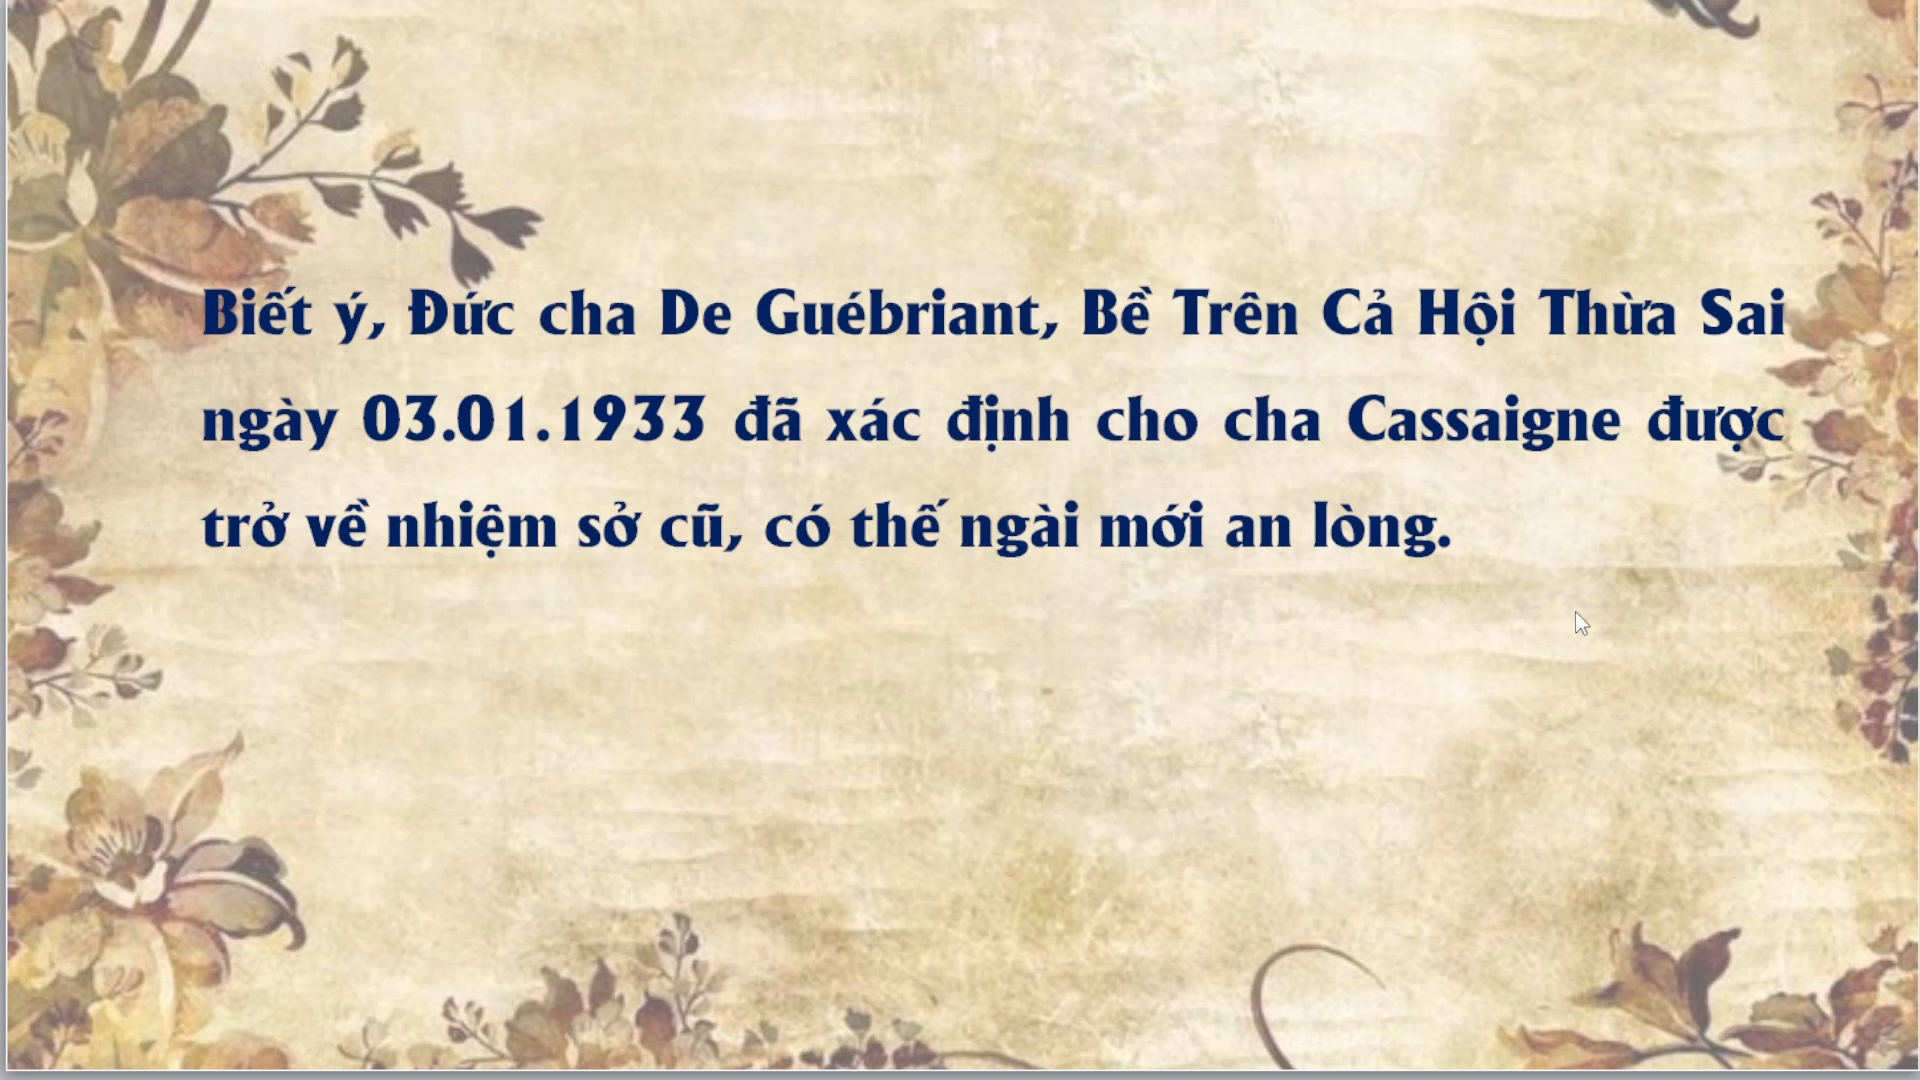 Biết ý, Đức cha De Guébriant, Bề Trên Cả Hội Thừa Sai
ngày 03.01.1933 đã xác định cho cha Cassaigne được
trở về nhiệm sở cũ, có thế ngài mới an lòng.